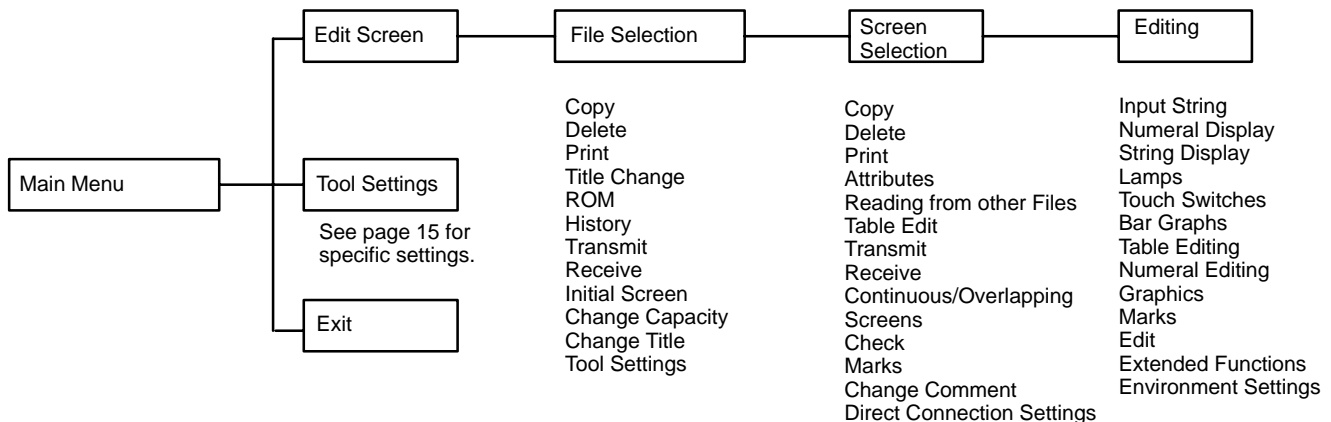 Main Menu
Edit Screen
Tool Settings
See page 15 for
specific settings.
Exit
File Selection
Copy
Delete
Print
Title Change
ROM
History
Transmit
Receive
Initial Screen
Change Capacity
Change Title
Tool Settings
Screen
Selection
Copy
Delete
Print
Attributes
Reading from other Files
Table Edit
Transmit
Receive
Continuous/Overlapping
Screens
Check
Marks
Change Comment
Direct Connection Settings
Editing
Input String
Numeral Display
String Display
Lamps
Touch Switches
Bar Graphs
Table Editing
Numeral Editing
Graphics
Marks
Edit
Extended Functions
Environment Settings